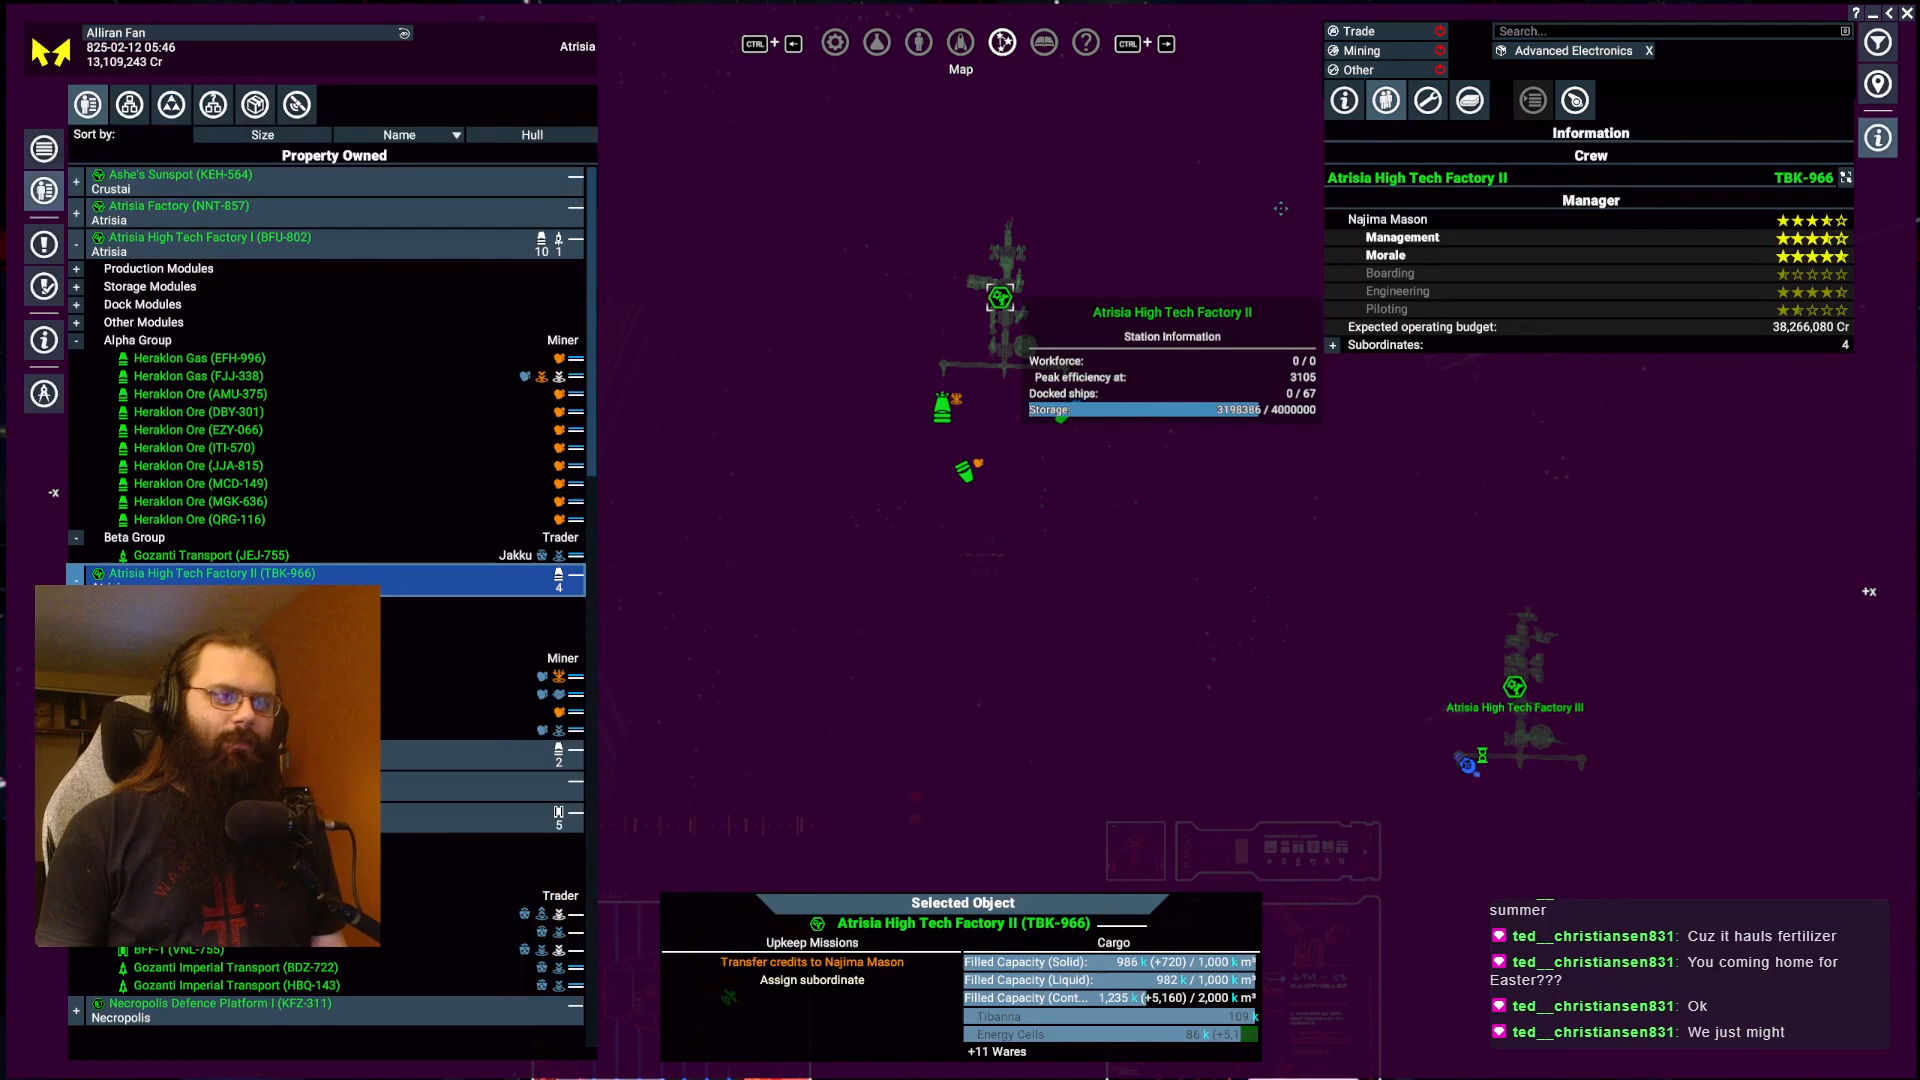 Alliran Fan
825-02-12 05:46
13,109,243 Cr
Atrisia
CTRL + 
CTRL + 
Map
Sort by:
Size
Name
Hull
Property Owned
+ Ashe's Sunspot (KEH-564)
Crustai
+ Atrisia Factory (NNT-857)
Atrisia
- Atrisia High Tech Factory I (BFU-802)
Atrisia
10 1
+ Production Modules
+ Storage Modules
+ Dock Modules
+ Other Modules
- Alpha Group Miner
Heraklon Gas (EFH-996)
Heraklon Gas (FJJ-338)
Heraklon Ore (AMU-375)
Heraklon Ore (DBY-301)
Heraklon Ore (EZY-066)
Heraklon Ore (ITI-570)
Heraklon Ore (JJA-815)
Heraklon Ore (MCD-149)
Heraklon Ore (MGK-636)
Heraklon Ore (QRG-116)
- Beta Group Trader
Gozanti Transport (JEJ-755) Jakku
- Atrisia High Tech Factory II (TBK-966)
4
Miner
2
5
Trader
BFF-1 (VNL-755)
Gozanti Imperial Transport (BDZ-722)
Gozanti Imperial Transport (HBQ-143)
+ Necropolis Defence Platform I (KFZ-311)
Necropolis
-x
+x
Atrisia High Tech Factory II
Station Information
Workforce: 0 / 0
Peak efficiency at: 3105
Docked ships: 0 / 67
Storage: 3198386 / 4000000
Atrisia High Tech Factory III
Selected Object
Atrisia High Tech Factory II (TBK-966)
Upkeep Missions
Transfer credits to Najima Mason
Assign subordinate
Cargo
Filled Capacity (Solid): 986 k (+720) / 1,000 k m³
Filled Capacity (Liquid): 982 k / 1,000 k m³
Filled Capacity (Cont... 1,235 k (+5,160) / 2,000 k m³
Tibanna 109 k
Energy Cells 86 k (+5,1
+11 Wares
? _ < X
Trade
Mining
Other
Search...
Advanced Electronics X
Information
Crew
Atrisia High Tech Factory II TBK-966
Manager
Najima Mason
Management
Morale
Boarding
Engineering
Piloting
Expected operating budget: 38,266,080 Cr
+ Subordinates: 4
summer
ted__christiansen831: Cuz it hauls fertilizer
ted__christiansen831: You coming home for
Easter???
ted__christiansen831: Ok
ted__christiansen831: We just might